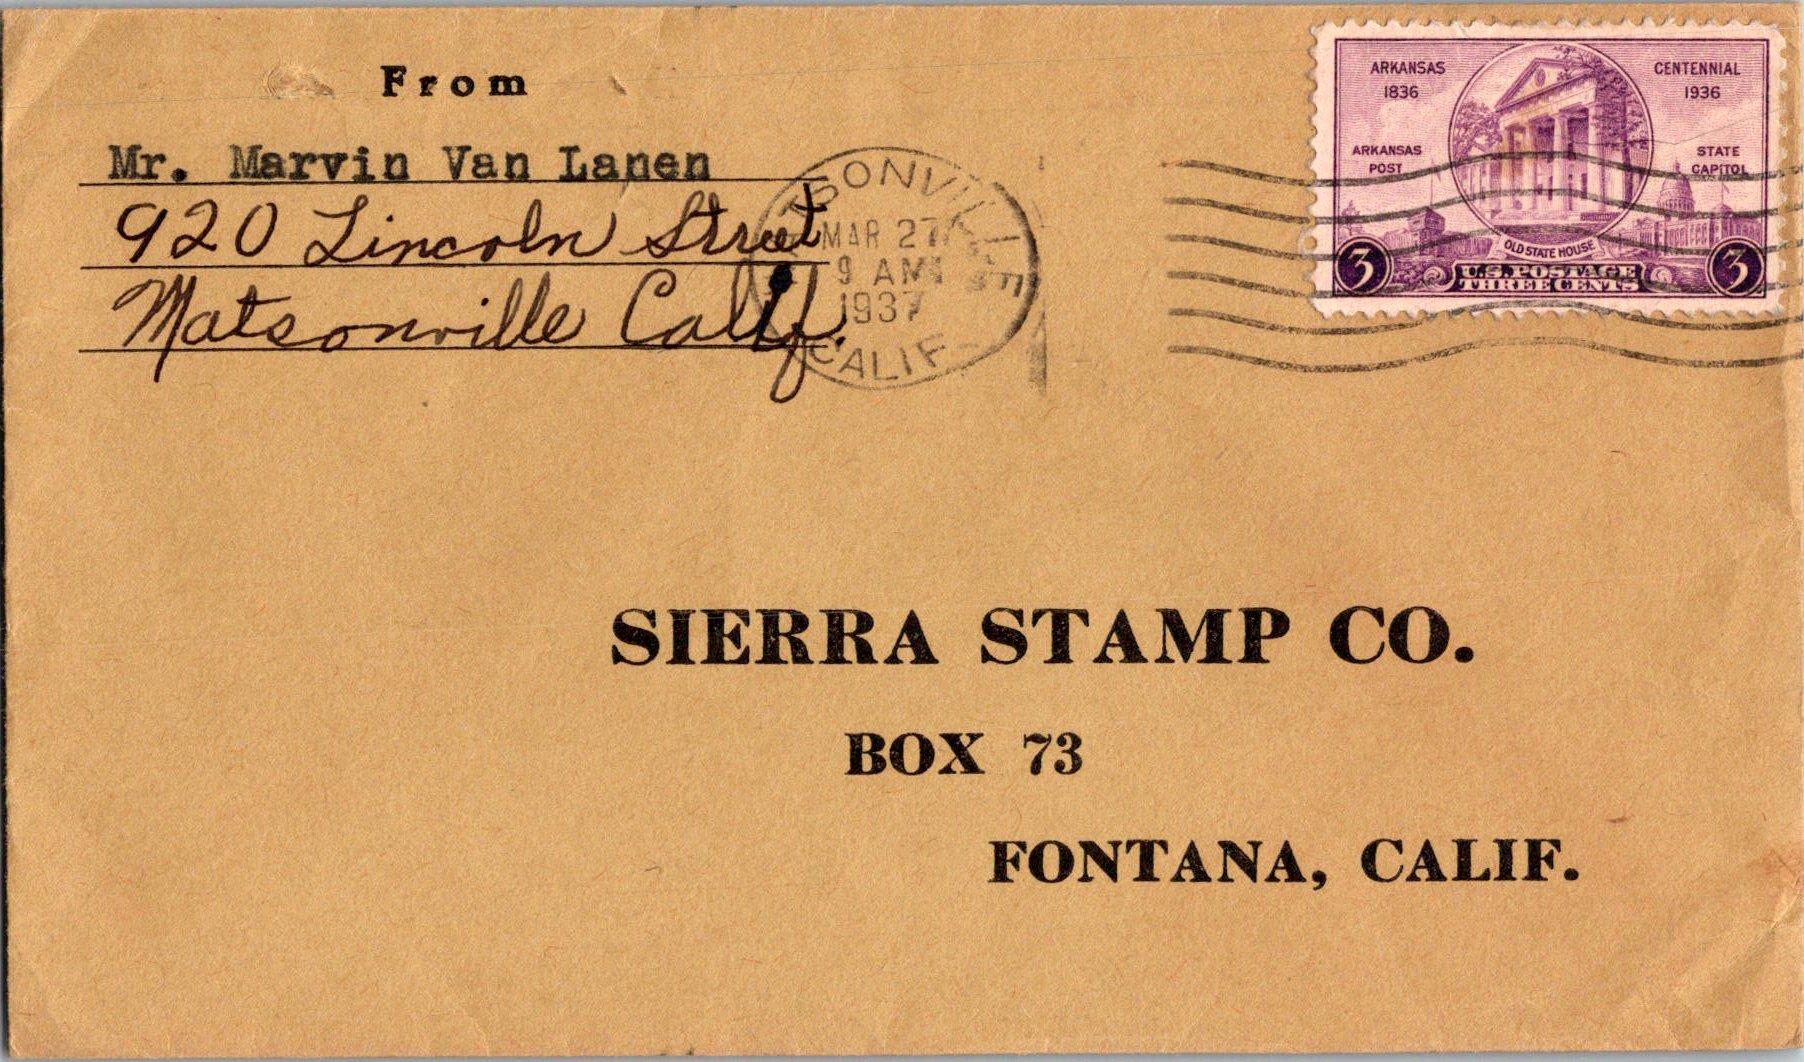 From
Mr. Marvin Van Lanen
920 Lincoln Street
Watsonville Calif.
WATSONVILLE
MAR 27
9 AM
1937
CALIF.
ARKANSAS
1836
CENTENNIAL
1936
ARKANSAS
POST
STATE
CAPITOL
OLD STATE HOUSE
3
U.S. POSTAGE
THREE CENTS
3
SIERRA STAMP CO.
BOX 73
FONTANA, CALIF.